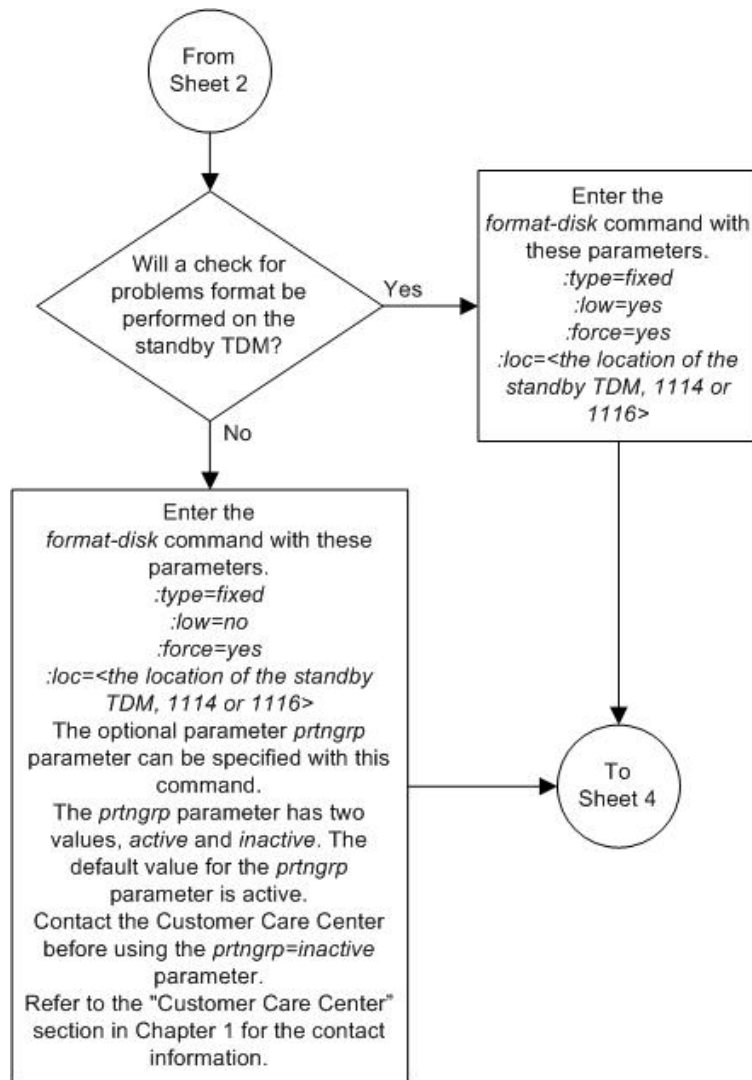 From
Sheet 2
Will a check for
problems format be
performed on the
standby TDM?
Yes
Enter the
format-disk command with
these parameters.
:type=fixed
:low=yes
:force=yes
:loc=<the location of the
standby TDM, 1114 or
1116>
No
Enter the
format-disk command with these
parameters.
:type=fixed
:low=no
:force=yes
:loc=<the location of the standby
TDM, 1114 or 1116>
The optional parameter prtngrp
parameter can be specified with this
command.
The prtngrp parameter has two
values, active and inactive. The
default value for the prtngrp
parameter is active.
Contact the Customer Care Center
before using the prtngrp=inactive
parameter.
Refer to the "Customer Care Center”
section in Chapter 1 for the contact
information.
To
Sheet 4